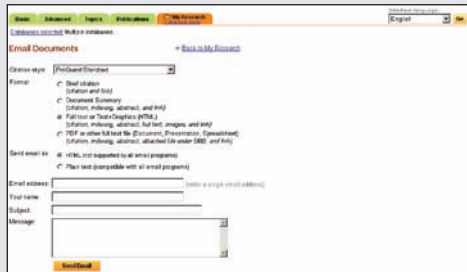 Basic Advanced Topics Publications My Research
English Go
Databases selected: Multiple databases...
Email Documents « Back to My Research
Citation style: ProQuest Standard
Format: Brief citation
(citation and link)
Document Summary
(citation, indexing, abstract, and link)
Full text or Text+Graphics (HTML)
(citation, indexing, abstract, full text, images, and link)
PDF or other full text file (Document, Presentation, Spreadsheet)
(citation, indexing, abstract, attached file under 5MB, and link)
Send email as: HTML (not supported by all email programs)
Plain text (compatible with all email programs)
Email address: (enter a single email address)
Your name:
Subject:
Message:
Send Email